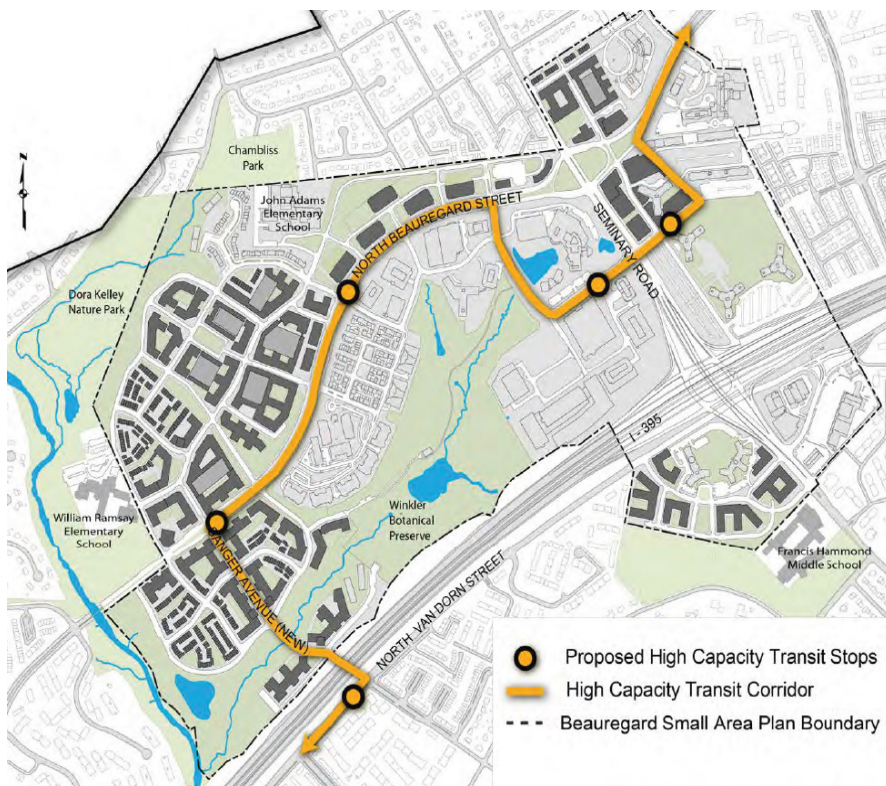 Chambliss
Park
z
John Adams
Elementary
School
NORTH BEAUREGARD STREET
SEMINARY ROAD
Dora Kelley
Nature Park
I - 395
William Ramsay
Elementary
School
Winkler
Botanical
Preserve
SANGER AVENUE (NEW)
NORTH VAN DORN STREET
Francis Hammond
Middle School
Proposed High Capacity Transit Stops
High Capacity Transit Corridor
Beauregard Small Area Plan Boundary